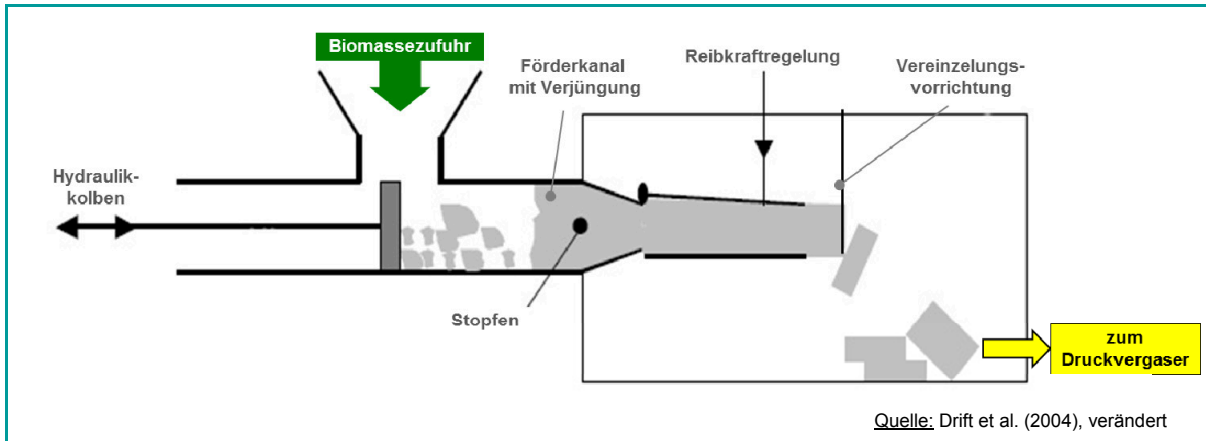 Biomassezufuhr
Förderkanal
mit Verjüngung
Reibkraftregelung
Vereinzelungs-
vorrichtung
Hydraulik-
kolben
Stopfen
zum
Druckvergaser
Quelle: Drift et al. (2004), verändert